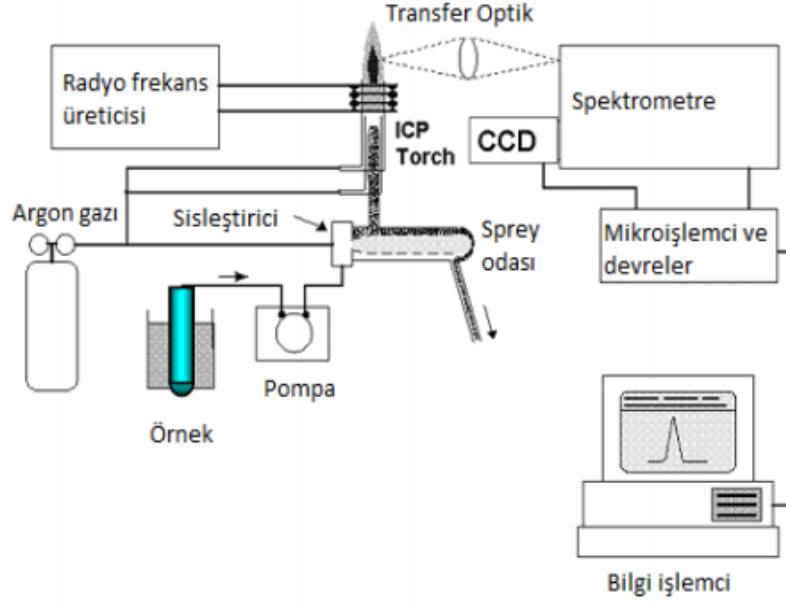 Transfer Optik
Radyo frekans
üreticisi
Spektrometre
ICP
Torch
CCD
Argon gazı
Sisleştirici
Sprey
odası
Mikroişlemci ve
devreler
Pompa
Örnek
Bilgi işlemci